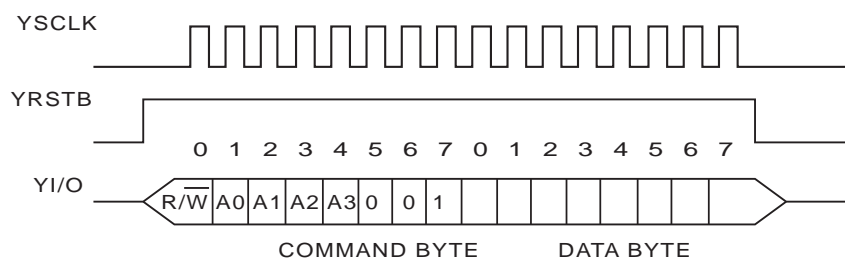 YSCLK
YRSTB
0 1 2 3 4 5 6 7 0 1 2 3 4 5 6 7
YI/O
R/W̅ A0 A1 A2 A3 0 0 1
COMMAND BYTE DATA BYTE